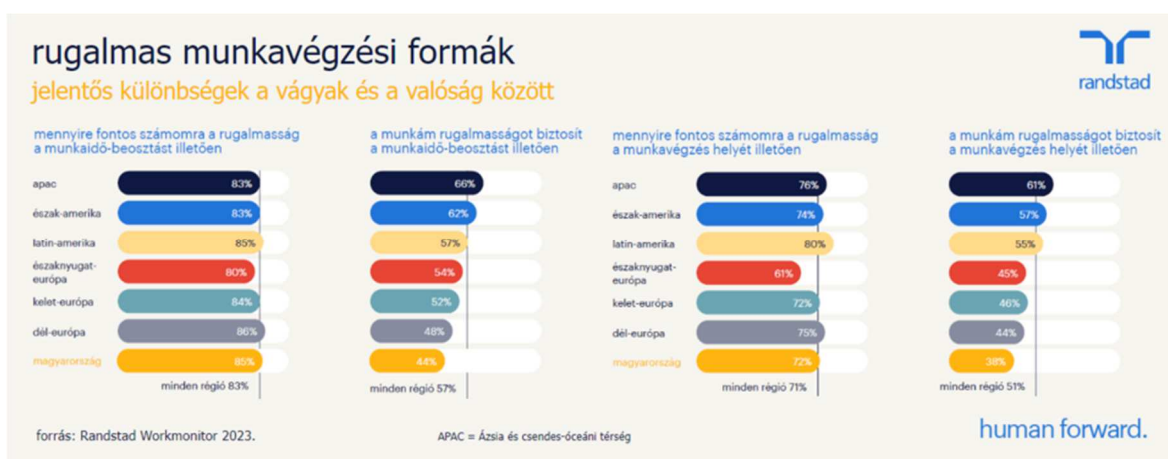 rugalmas munkavégzési formák
jelentős különbségek a vágyak és a valóság között
randstad
mennyire fontos számomra a rugalmasság
a munkaidő-beosztást illetően
apac 83%
észak-amerika 83%
latin-amerika 85%
északnyugat-
európa 80%
kelet-európa 84%
dél-európa 86%
magyarország 85%
minden régió 83%
a munkám rugalmasságot biztosít
a munkaidő-beosztást illetően
66%
62%
57%
54%
52%
48%
44%
minden régió 57%
mennyire fontos számomra a rugalmasság
a munkavégzés helyét illetően
apac 76%
észak-amerika 74%
latin-amerika 80%
északnyugat-
európa 61%
kelet-európa 72%
dél-európa 75%
magyarország 72%
minden régió 71%
a munkám rugalmasságot biztosít
a munkavégzés helyét illetően
61%
57%
55%
45%
46%
44%
38%
minden régió 51%
forrás: Randstad Workmonitor 2023.
APAC = Ázsia és csendes-óceáni térség
human forward.